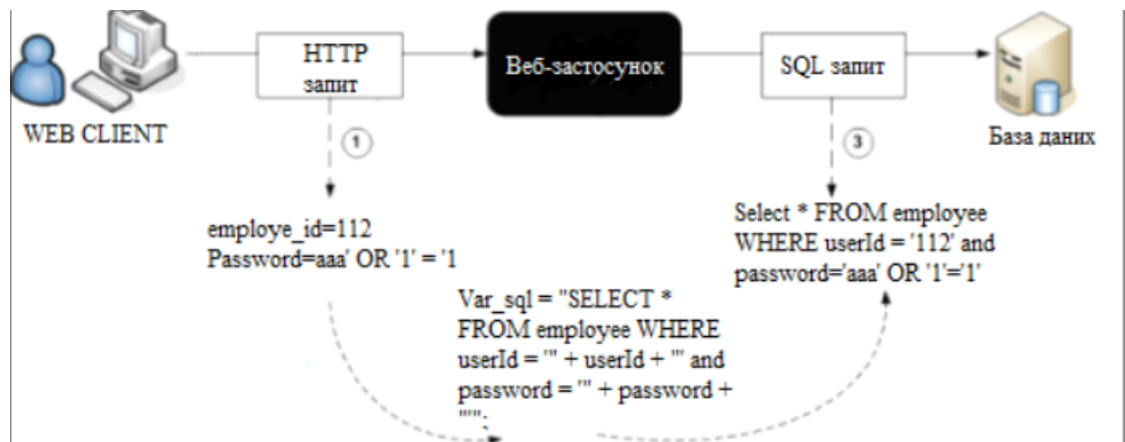 HTTP
запит
Веб-застосунок
SQL запит
WEB CLIENT
База даних
1
3
employe_id=112
Password=aaa' OR '1' = '1
Select * FROM employee
WHERE userId = '112' and
password='aaa' OR '1'='1'
Var_sql = "SELECT *
FROM employee WHERE
userId = '" + userId + "' and
password = '" + password +
"'";